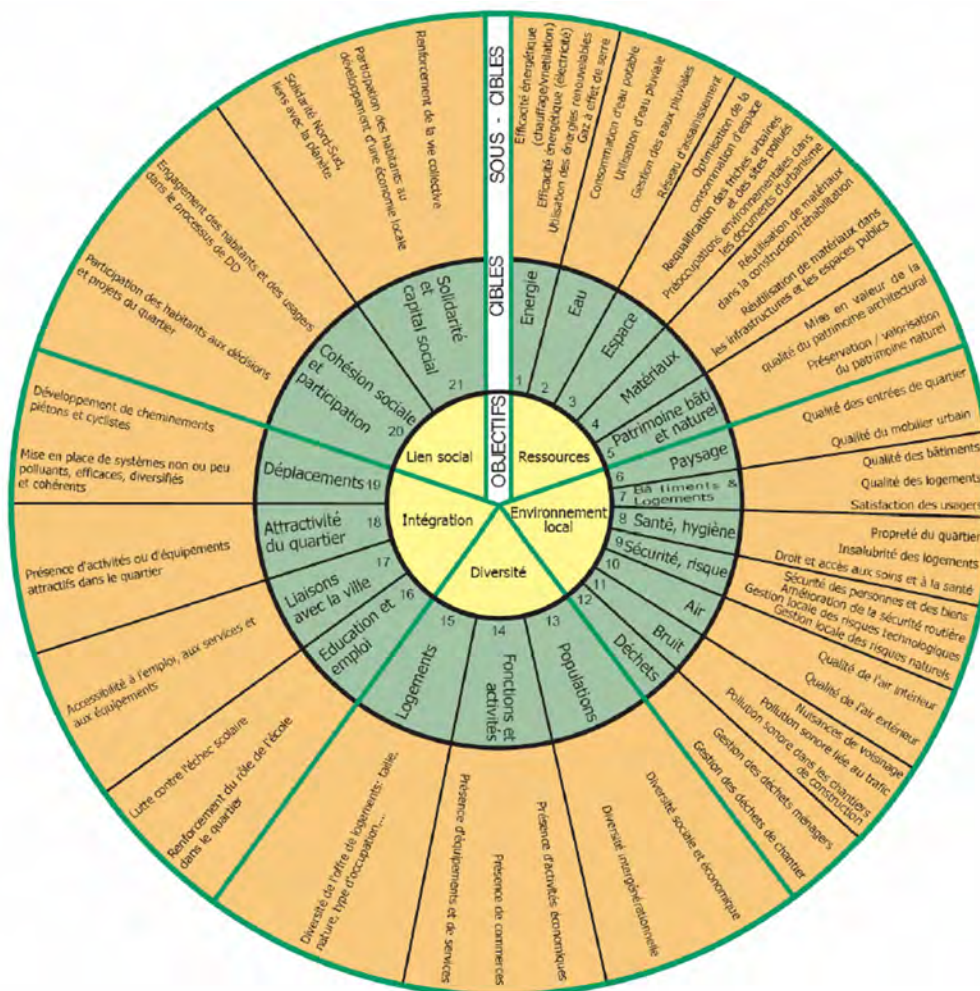 SOUS - CIBLES
CIBLES
OBJECTIFS
Ressources
Environnement
local
Diversité
Intégration
Lien social
1
Energie
Efficacité énergétique
(chauffage/vnetilation)
Efficacité énergétique (électricité)
Utilisation des énergies renouvelables
Gaz à effet de serre
2
Eau
Consommation d'eau potable
Utilisation d'eau pluviale
Gestion des eaux pluviales
Réseau d'assainissement
3
Espace
Optimisation de la
consommation d'espace
Requalification des friches urbaines
et des sites pollués
Préoccupations environnementales dans
les documents d'urbanisme
4
Matériaux
Réutilisation de matériaux
dans la construction/réhabilitation
Réutilisation de matériaux dans
les infrastructures et les espaces publics
5
Patrimoine bâti
et naturel
Mise en valeur de la
qualité du patrimoine architectural
Préservation / valorisation
du patrimoine naturel
6
Paysage
Qualité des entrées de quartier
Qualité du mobilier urbain
7
Bâ timents &
Logements
Qualité des bâtiments
Qualité des logements
Satisfaction des usagers
8
Santé, hygiène
Propreté du quartier
Insalubrité des logements
Droit et accès aux soins et à la santé
9
Sécurité, risque
Sécurité des personnes et des biens
Amélioration de la sécurité routière
Gestion locale des risques technologiques
Gestion locale des risques naturels
10
Air
Qualité de l'air intérieur
Qualité de l'air extérieur
11
Bruit
Nuisances de voisinage
Pollution sonore liée au trafic
Pollution sonore dans les chantiers
de construction
12
Déchets
Gestion des déchets ménagers
Gestion des déchets de chantier
13
Populations
Diversité sociale et économique
Diversité intergénérationnelle
14
Fonctions et
activités
Présence d'activités économiques
Présence de commerces
Présence d'équipements et de services
15
Logements
Diversité de l'offre de logements: taille,
nature, type d'occupation,...
16
Education et
emploi
Renforcement du rôle de l'école
dans le quartier
Lutte contre l'échec scolaire
17
Liaisons
avec la ville
Accessibilité à l'emploi, aux services et
aux équipements
18
Attractivité
du quartier
Présence d'activités ou d'équipements
attractifs dans le quartier
19
Déplacements
Développement de cheminements
piétons et cyclistes
Mise en place de systèmes non ou peu
polluants, efficaces, diversifiés
et cohérents
20
Cohésion sociale
et
participation
Engagement des habitants et des usagers
dans le processus de DD
Participation des habitants aux décisions
et projets du quartier
21
Solidarité
et
capital social
Renforcement de la vie collective
Participation des habitants au
développement d'une économie locale
Solidarité Nord-Sud,
liens avec la planète